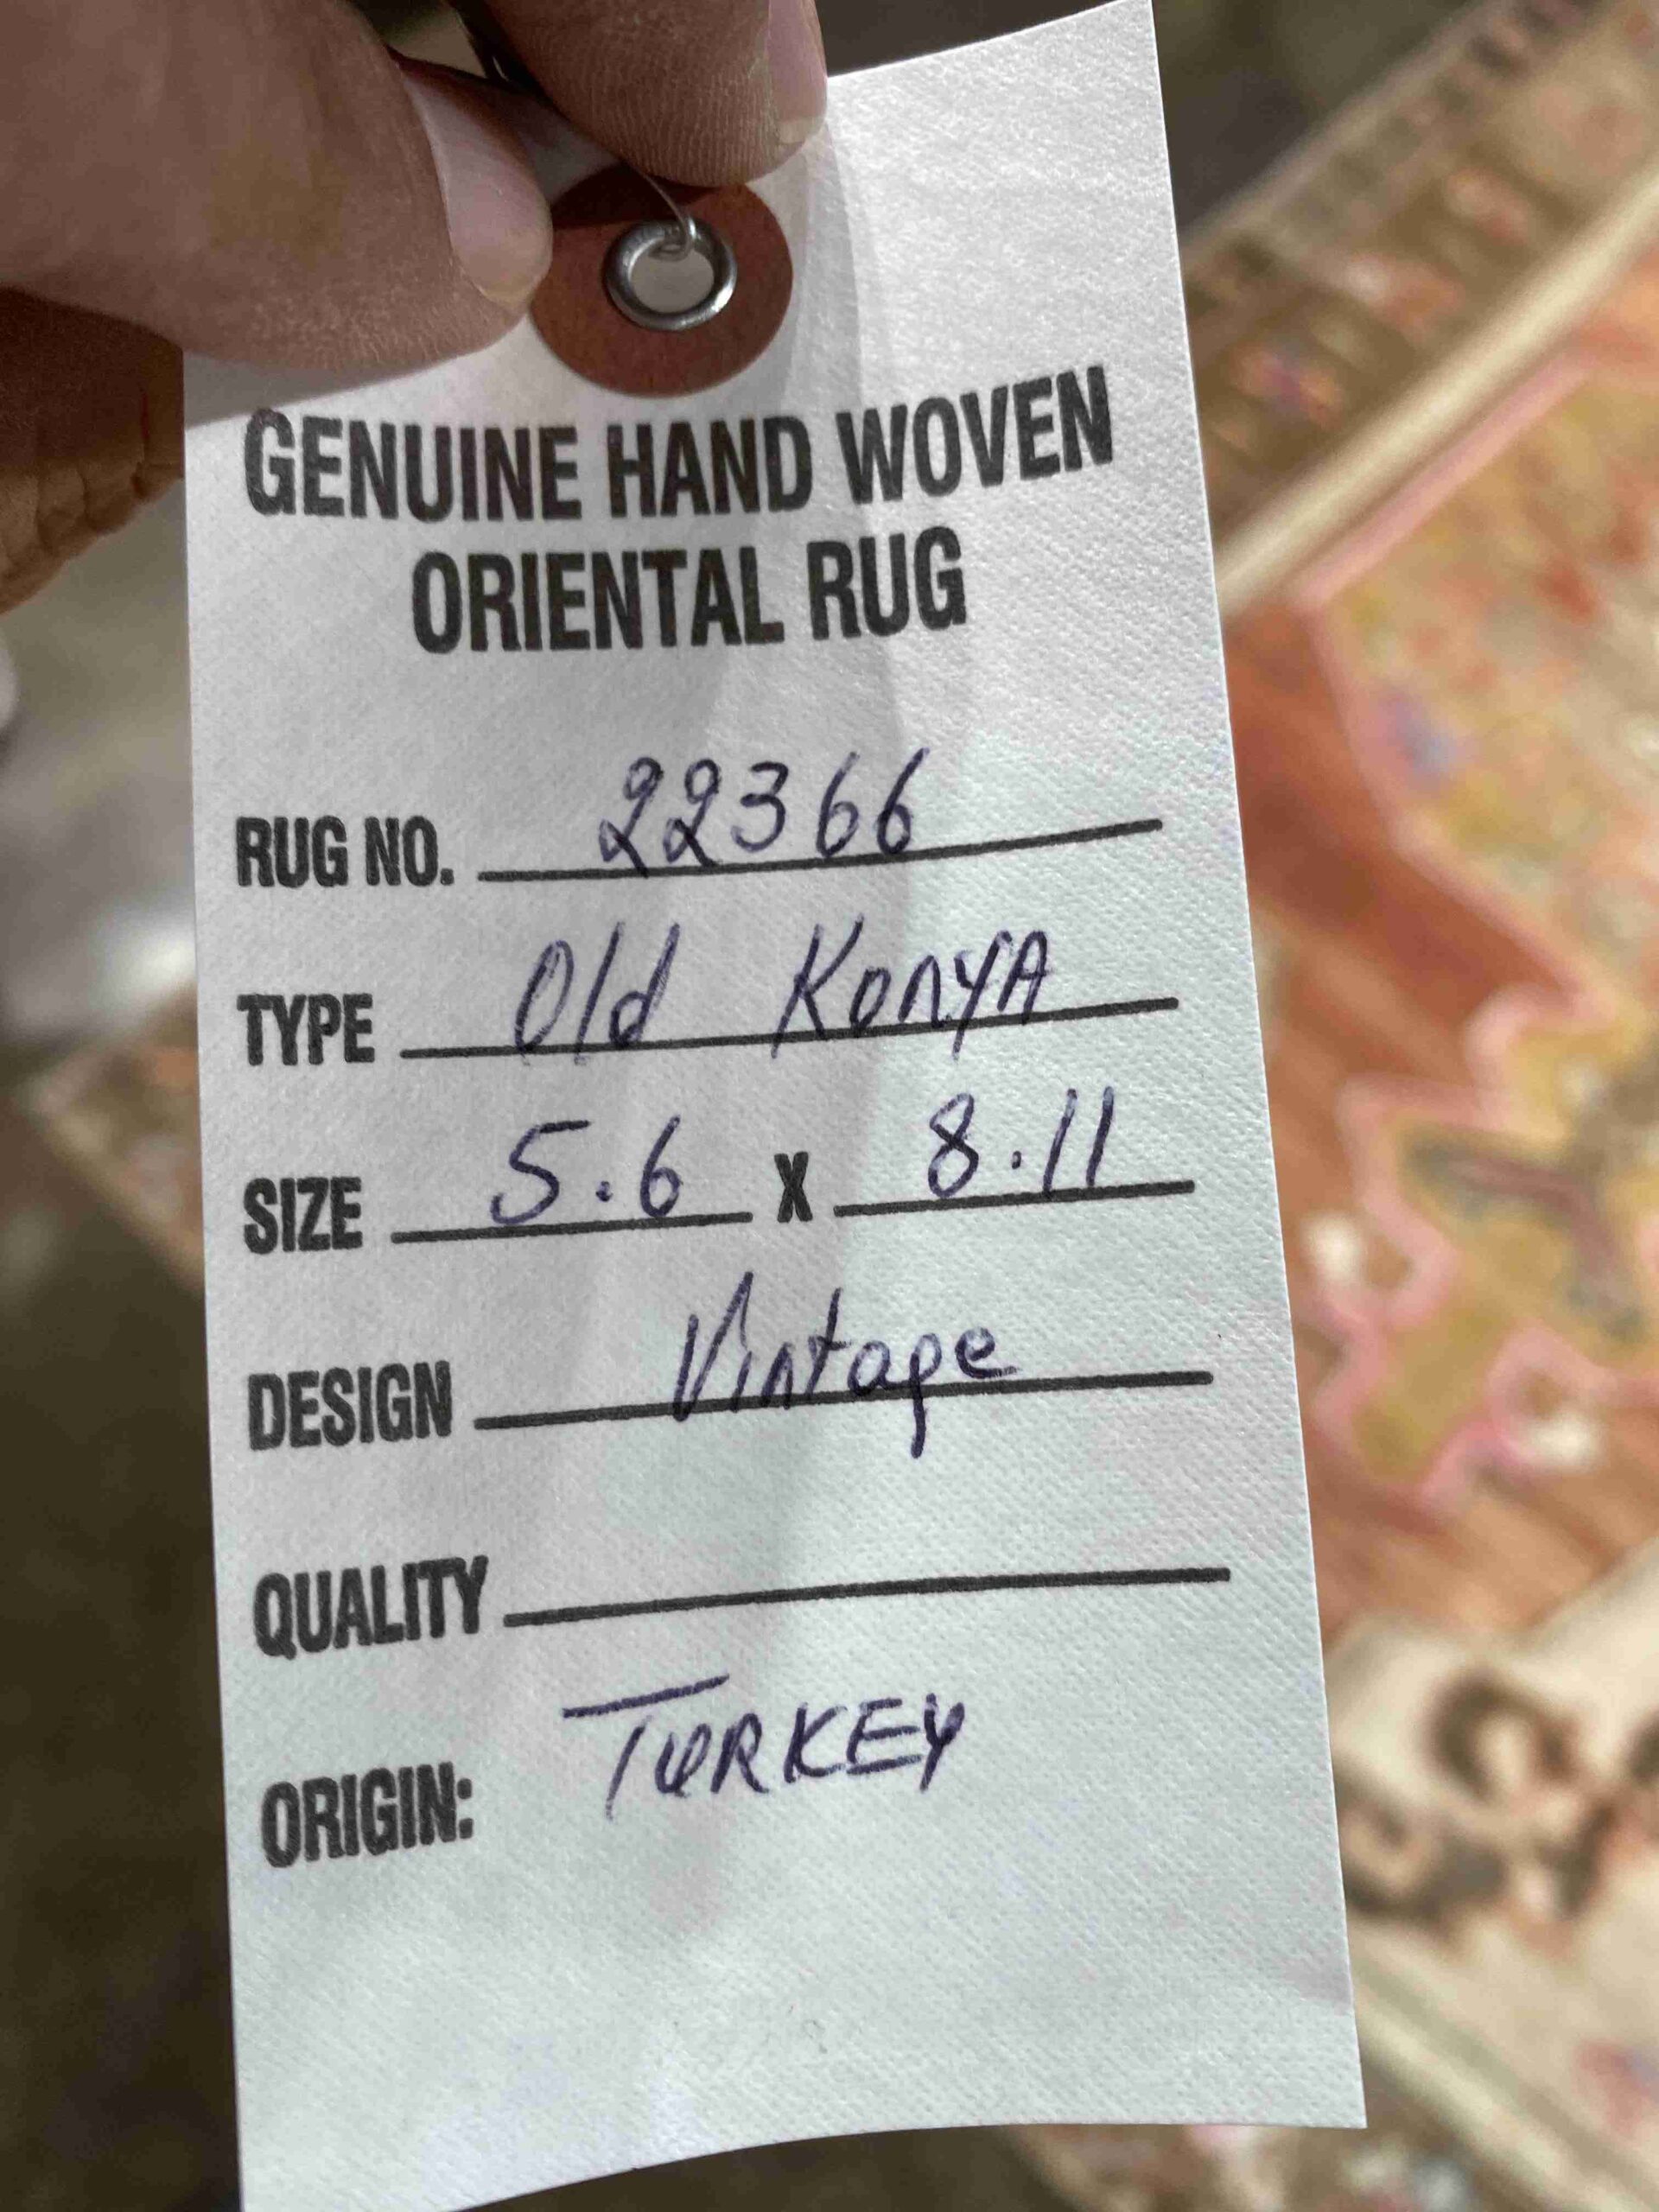 GENUINE HAND WOVEN
ORIENTAL RUG
RUG NO. 22366
TYPE Old KonyA
SIZE 5.6 X 8.11
DESIGN Vintage
QUALITY
ORIGIN: TURKEY